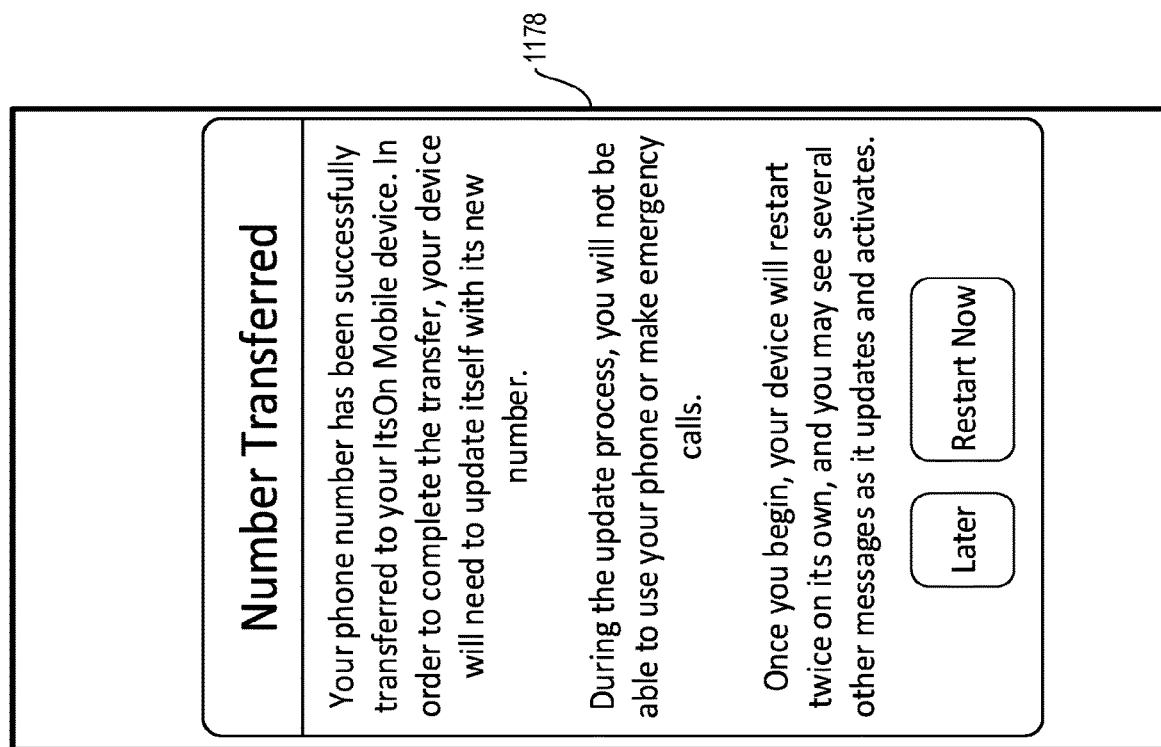 Number Transferred
Your phone number has been successfully
transferred to your ItsOn Mobile device. In
order to complete the transfer, your device
will need to update itself with its new
number.
During the update process, you will not be
able to use your phone or make emergency
calls.
Once you begin, your device will restart
twice on its own, and you may see several
other messages as it updates and activates.
Later
Restart Now
1178